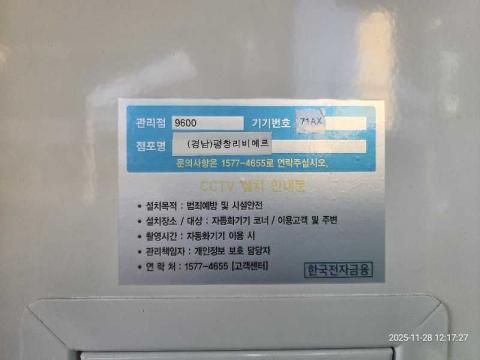 관리점 9600 기기번호 71AX
점포명 (경남)평창리비에르
문의사항은 1577-4655로 연락주십시오.
CCTV 설치 안내문
• 설치목적 : 범죄예방 및 시설안전
• 설치장소 / 대상 : 자동화기기 코너 / 이용고객 및 주변
• 촬영시간 : 자동화기기 이용 시
• 관리책임자 : 개인정보 보호 담당자
• 연 락 처 : 1577-4655 [고객센터]
한국전자금융
2025-11-28 12:17:27